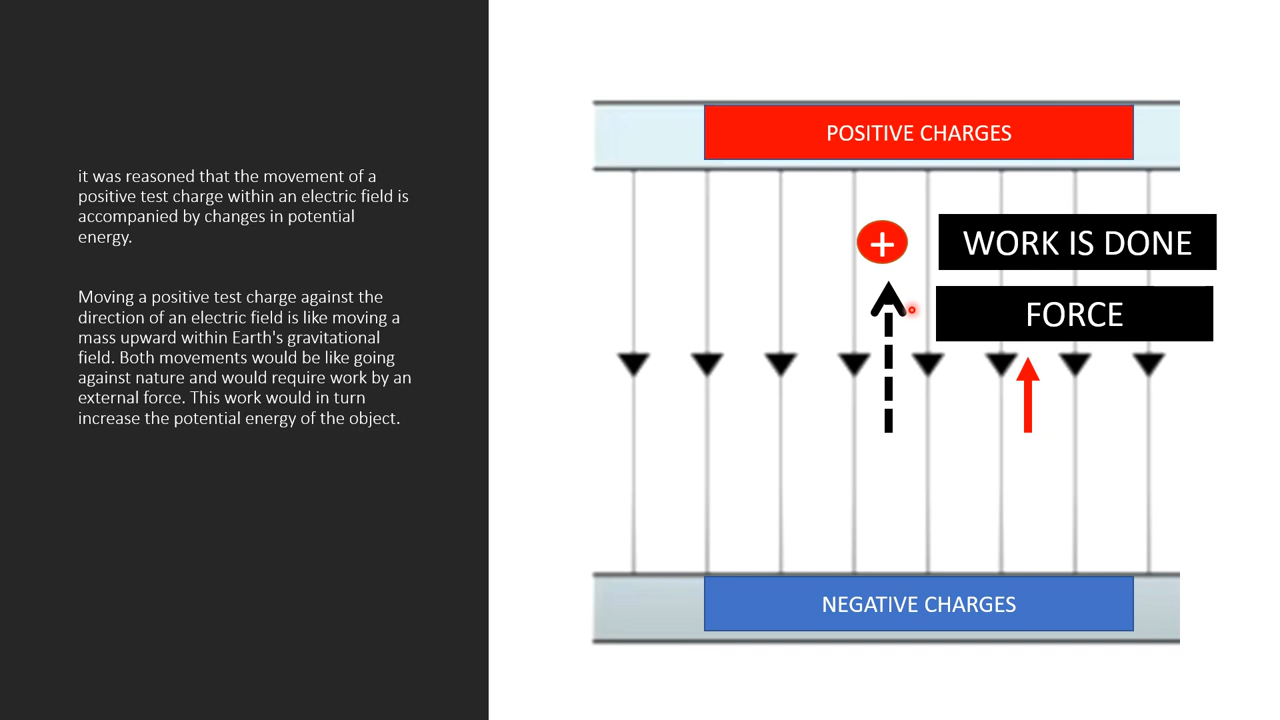 it was reasoned that the movement of a
positive test charge within an electric field is
accompanied by changes in potential
energy.
Moving a positive test charge against the
direction of an electric field is like moving a
mass upward within Earth's gravitational
field. Both movements would be like going
against nature and would require work by an
external force. This work would in turn
increase the potential energy of the object.
POSITIVE CHARGES
+
WORK IS DONE
FORCE
NEGATIVE CHARGES